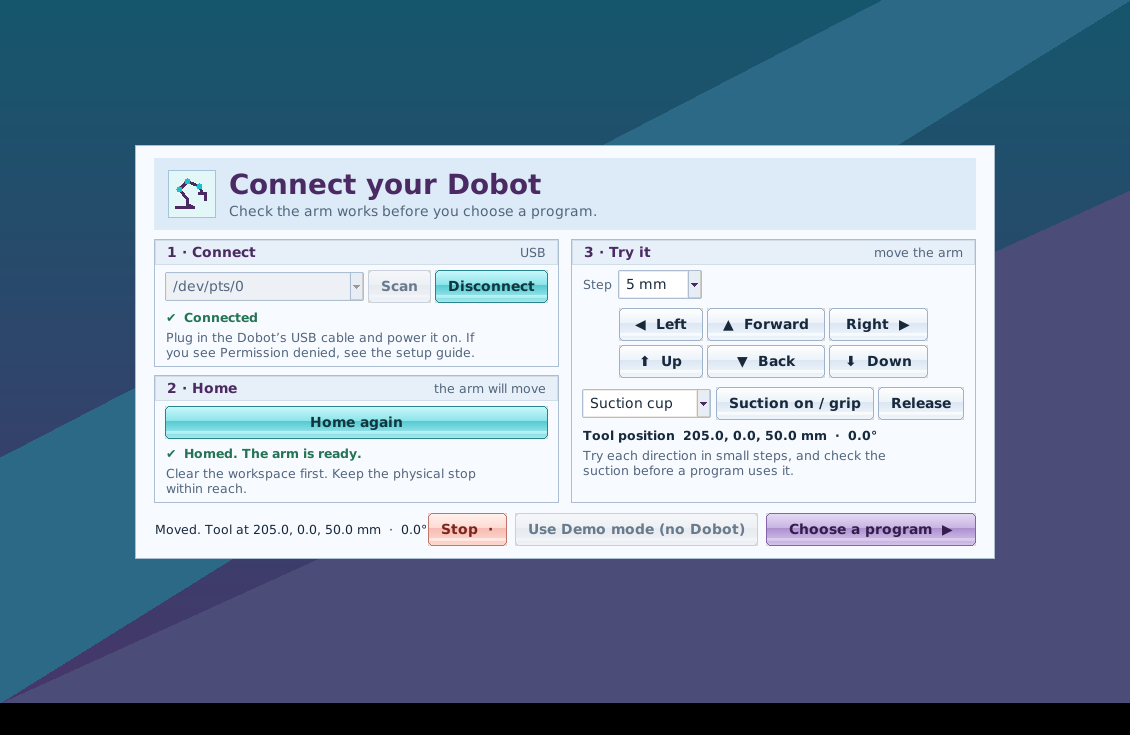 Connect your Dobot
Check the arm works before you choose a program.
1 · Connect
USB
/dev/pts/0
Scan
Disconnect
✔ Connected
Plug in the Dobot’s USB cable and power it on. If
you see Permission denied, see the setup guide.
2 · Home
the arm will move
Home again
✔ Homed. The arm is ready.
Clear the workspace first. Keep the physical stop
within reach.
3 · Try it
move the arm
Step
5 mm
◀ Left
▲ Forward
Right ▶
⬆ Up
▼ Back
⬇ Down
Suction cup
Suction on / grip
Release
Tool position 205.0, 0.0, 50.0 mm · 0.0°
Try each direction in small steps, and check the
suction before a program uses it.
Moved. Tool at 205.0, 0.0, 50.0 mm · 0.0°
Stop ·
Use Demo mode (no Dobot)
Choose a program ▶